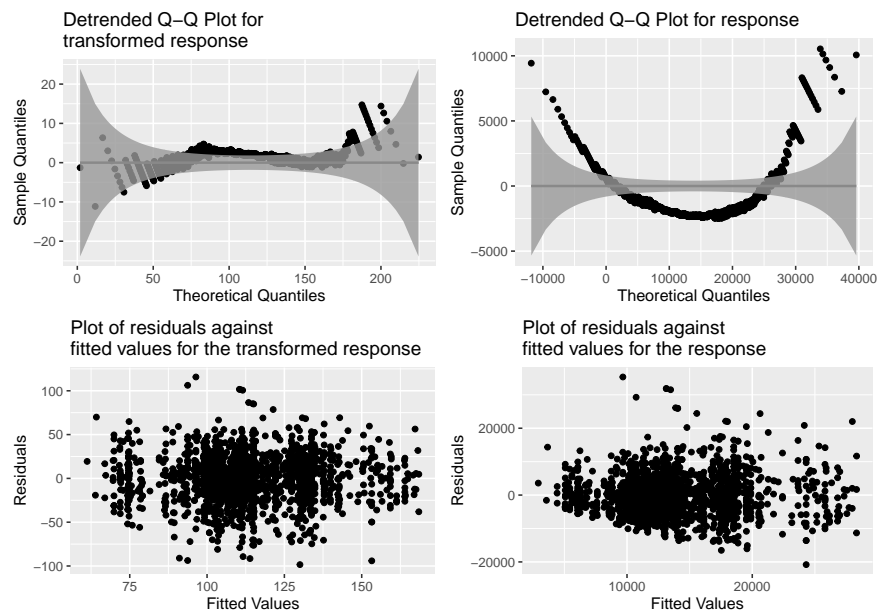 Detrended Q−Q Plot for
transformed response
20
10
0
−10
−20
0
50
100
150
200
Theoretical Quantiles
Sample Quantiles
Detrended Q−Q Plot for response
10000
5000
0
−5000
−10000
0
10000
20000
30000
40000
Theoretical Quantiles
Sample Quantiles
Plot of residuals against
fitted values for the transformed response
100
50
0
−50
−100
75
100
125
150
Fitted Values
Residuals
Plot of residuals against
fitted values for the response
20000
0
−20000
10000
20000
Fitted Values
Residuals